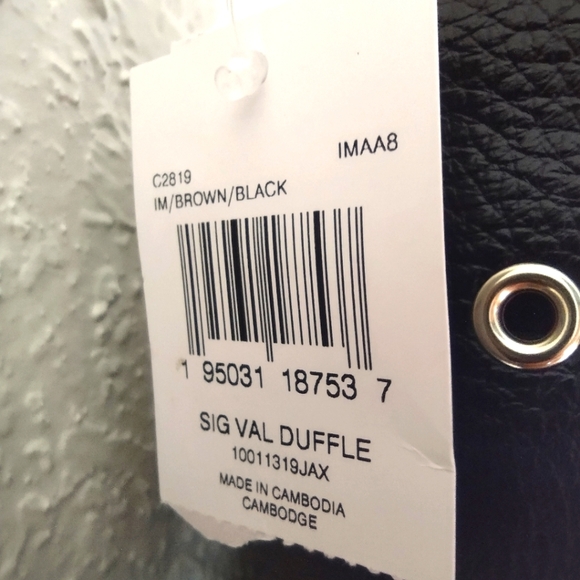 IMAA8
C2819
IM/BROWN/BLACK
1 95031 18753 7
SIG VAL DUFFLE
10011319JAX
MADE IN CAMBODIA
CAMBODGE